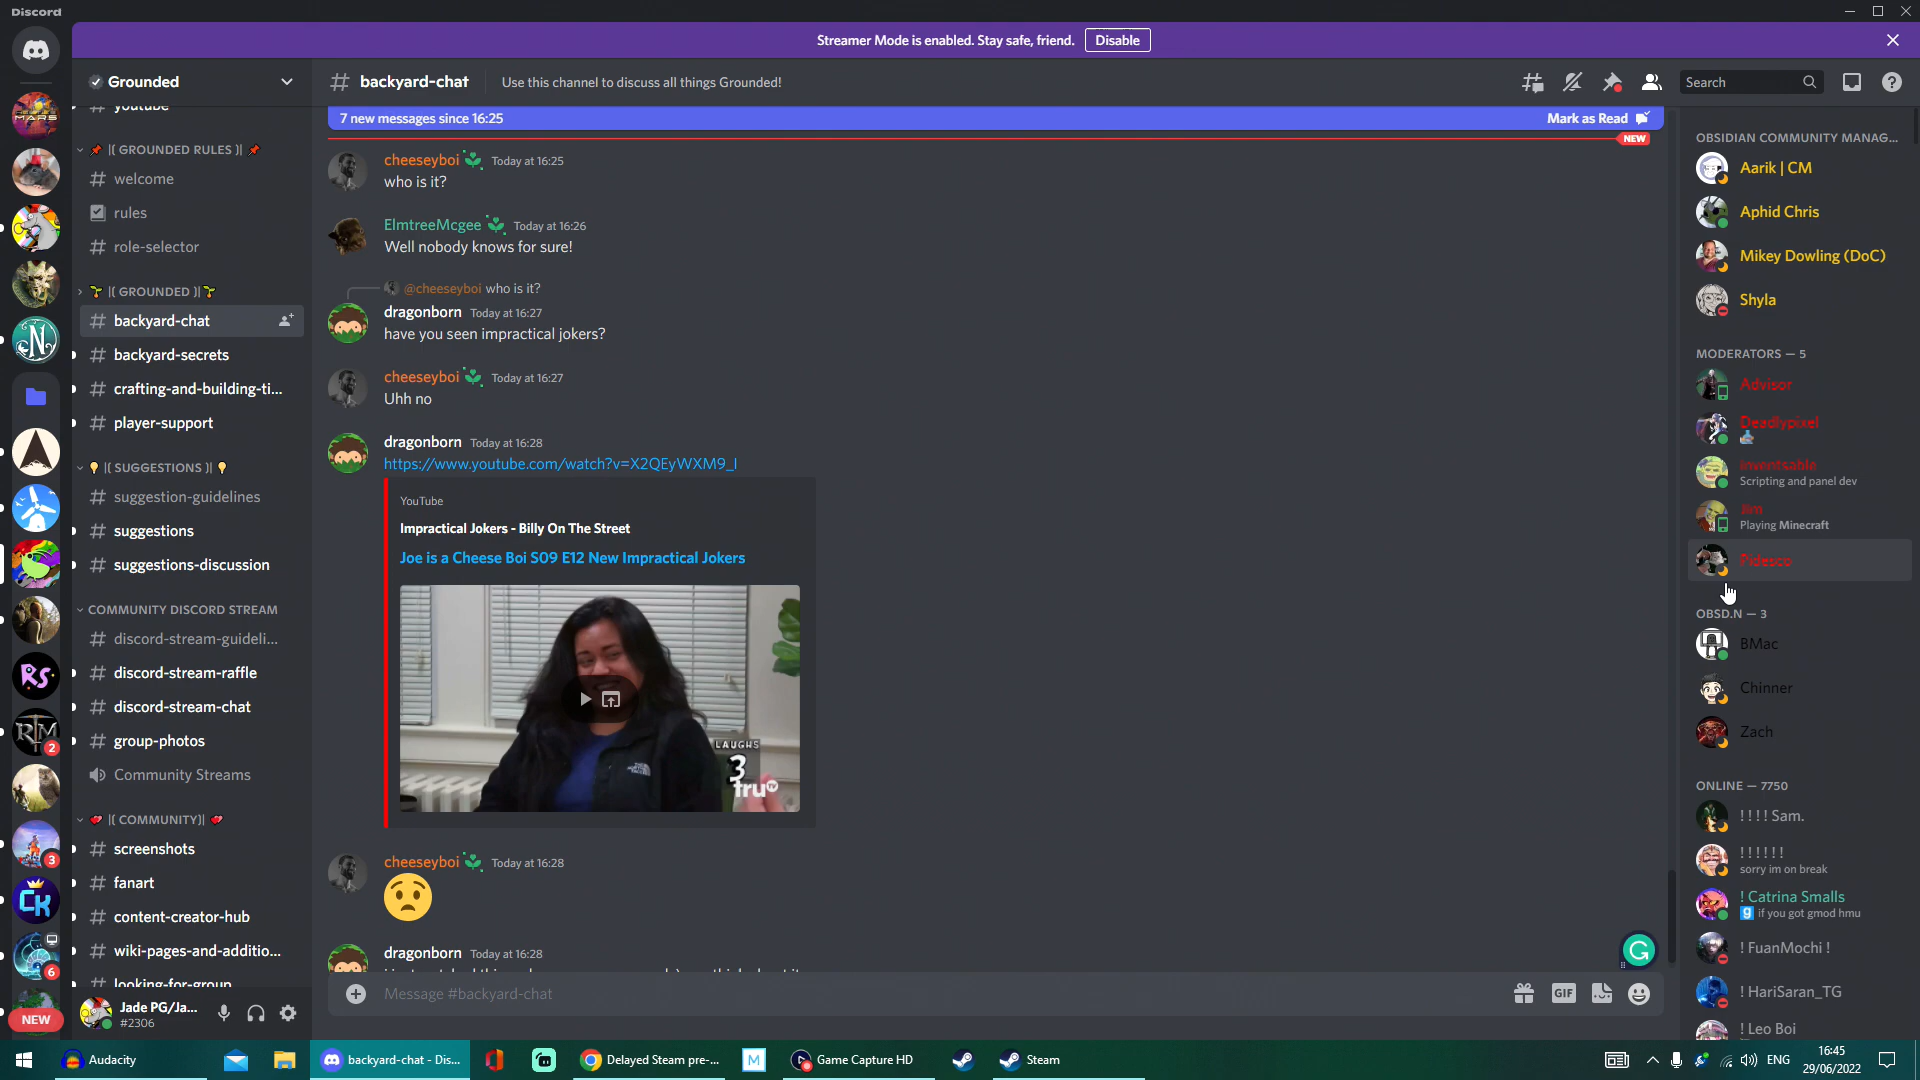 Discord
Streamer Mode is enabled. Stay safe, friend.
Disable
Grounded
backyard-chat
Use this channel to discuss all things Grounded!
Search
youtube
|[ GROUNDED RULES ]|
welcome
rules
role-selector
|[ GROUNDED ]|
backyard-chat
backyard-secrets
crafting-and-building-ti...
player-support
|[ SUGGESTIONS ]|
suggestion-guidelines
suggestions
suggestions-discussion
COMMUNITY DISCORD STREAM
discord-stream-guideli...
discord-stream-raffle
discord-stream-chat
group-photos
Community Streams
|[ COMMUNITY]|
screenshots
fanart
content-creator-hub
wiki-pages-and-additio...
looking-for-group
MARS
N
RS
RTM
2
3
CK
6
NEW
Jade PG/Ja...
#2306
7 new messages since 16:25
Mark as Read
NEW
cheeseyboi Today at 16:25
who is it?
ElmtreeMcgee Today at 16:26
Well nobody knows for sure!
@cheeseyboi who is it?
dragonborn Today at 16:27
have you seen impractical jokers?
cheeseyboi Today at 16:27
Uhh no
dragonborn Today at 16:28
https://www.youtube.com/watch?v=X2QEyWXM9_I
YouTube
Impractical Jokers - Billy On The Street
Joe is a Cheese Boi S09 E12 New Impractical Jokers
LAUGHS
3
truTV
cheeseyboi Today at 16:28
dragonborn Today at 16:28
Message #backyard-chat
GIF
OBSIDIAN COMMUNITY MANAG...
Aarik | CM
Aphid Chris
Mikey Dowling (DoC)
Shyla
MODERATORS — 5
Advisor
Deadlypixel
inventsable
Scripting and panel dev
Jim
Playing Minecraft
Pidesco
OBSD.N — 3
BMac
Chinner
Zach
ONLINE — 7750
! ! ! ! Sam.
! ! ! ! ! !
sorry im on break
! Catrina Smalls
if you got gmod hmu
! FuanMochi !
! HariSaran_TG
! Leo Boi
Audacity
backyard-chat - Dis...
Delayed Steam pre-...
M
Game Capture HD
Steam
ENG
16:45
29/06/2022